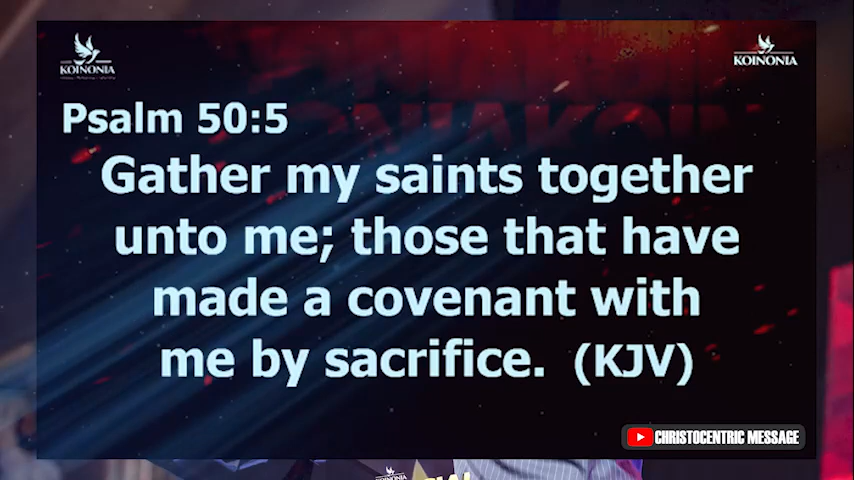 KOINONIA
KOINONIA
Psalm 50:5
Gather my saints together
unto me; those that have
made a covenant with
me by sacrifice. (KJV)
CHRISTOCENTRIC MESSAGE
KOINONIA